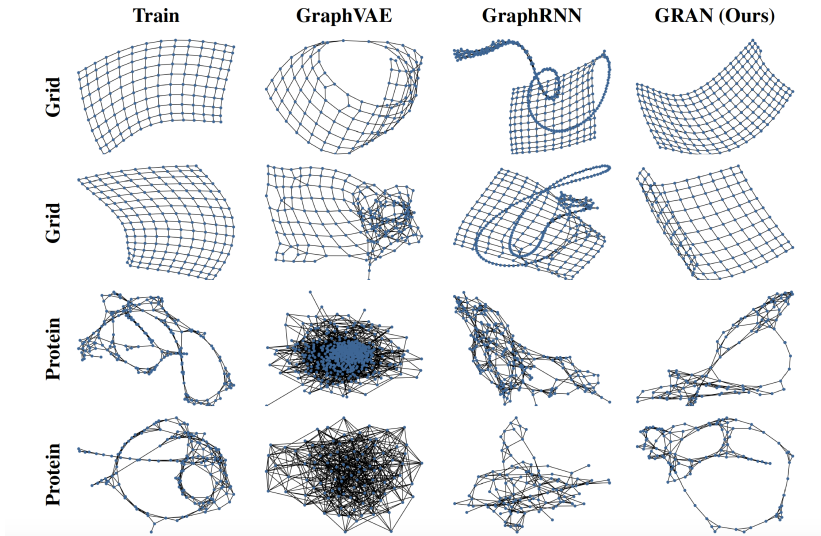 Train GraphVAE GraphRNN GRAN (Ours)
Grid
Grid
Protein
Protein